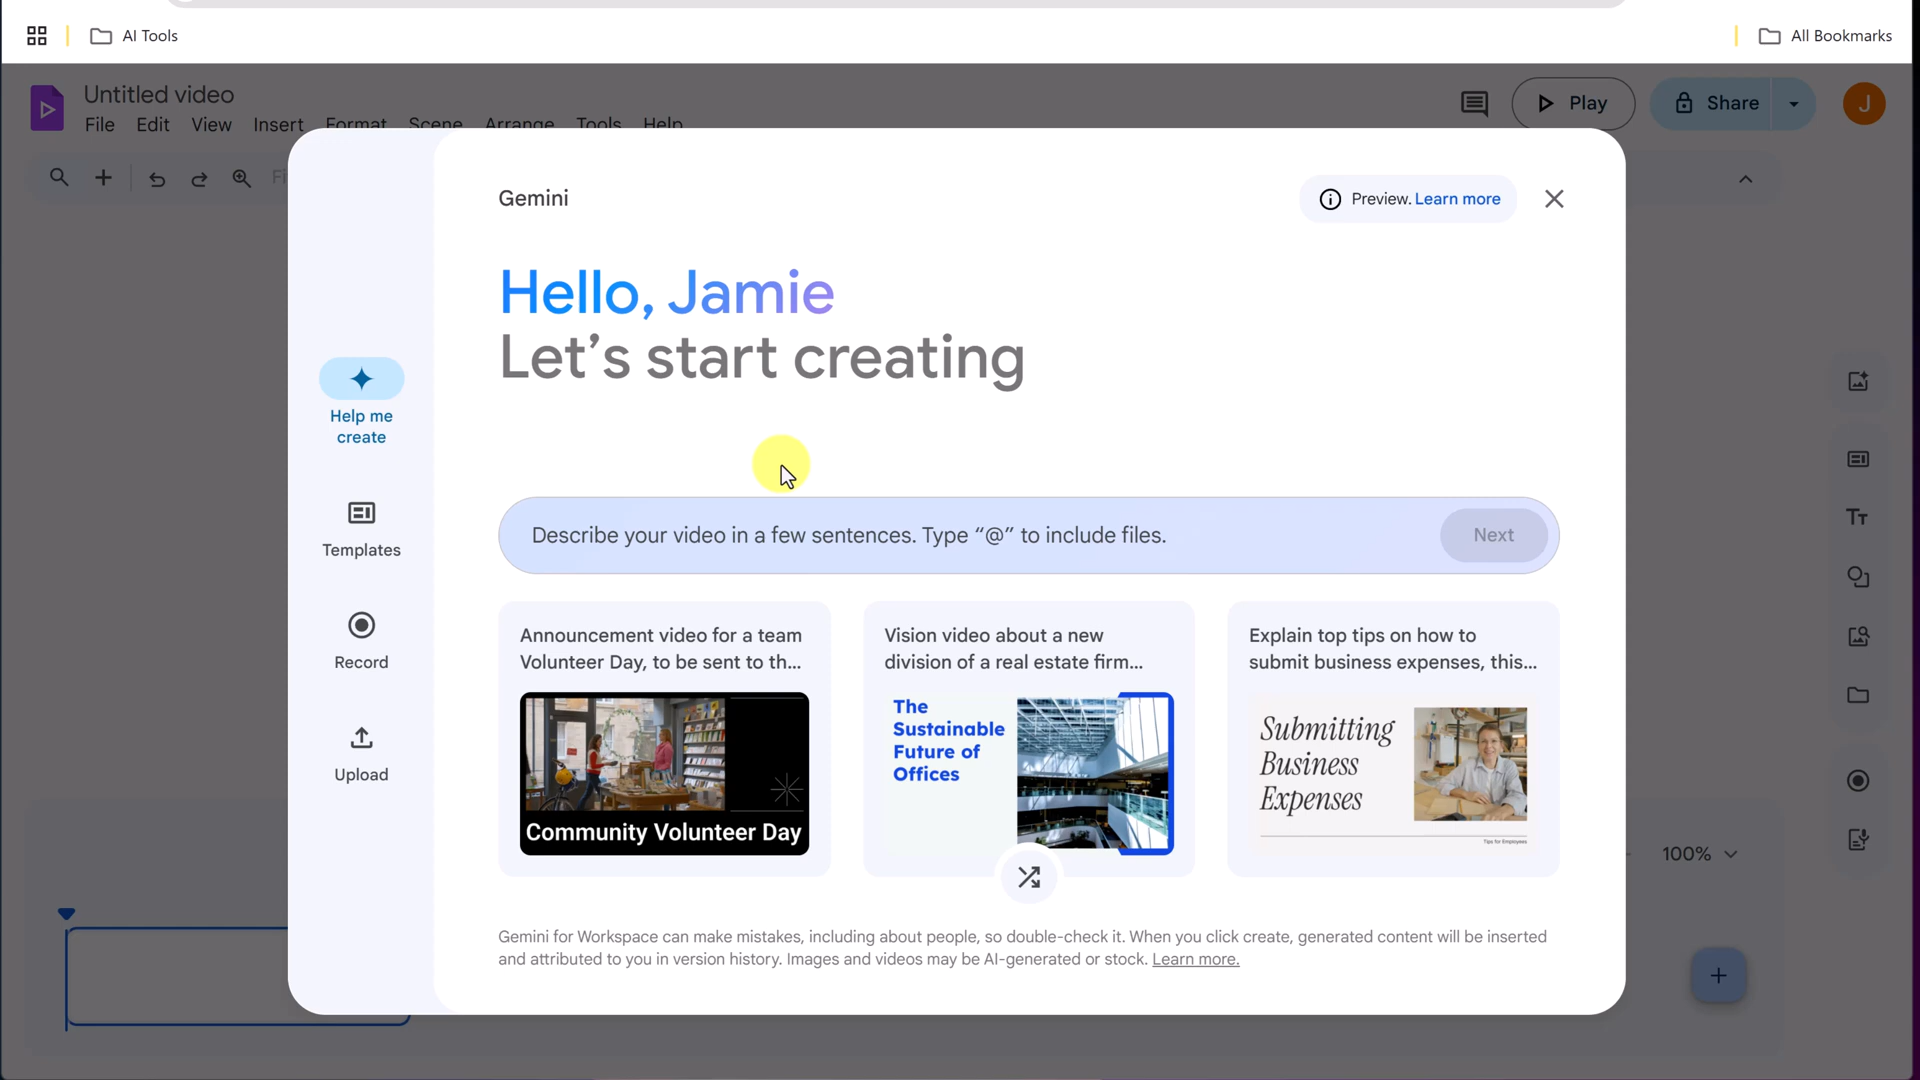 AI Tools
All Bookmarks
Untitled video
File Edit View Insert Format Scene Arrange Tools Help
Play
Share
J
Fi
Gemini
Preview. Learn more
Hello, Jamie
Let’s start creating
Help me
create
Templates
Record
Upload
Describe your video in a few sentences. Type “@” to include files.
Next
Announcement video for a team
Volunteer Day, to be sent to th...
Community Volunteer Day
Vision video about a new
division of a real estate firm...
The
Sustainable
Future of
Offices
Explain top tips on how to
submit business expenses, this...
Submitting
Business
Expenses
Tips for Employees
Tт
100%
Gemini for Workspace can make mistakes, including about people, so double-check it. When you click create, generated content will be inserted
and attributed to you in version history. Images and videos may be AI-generated or stock. Learn more.